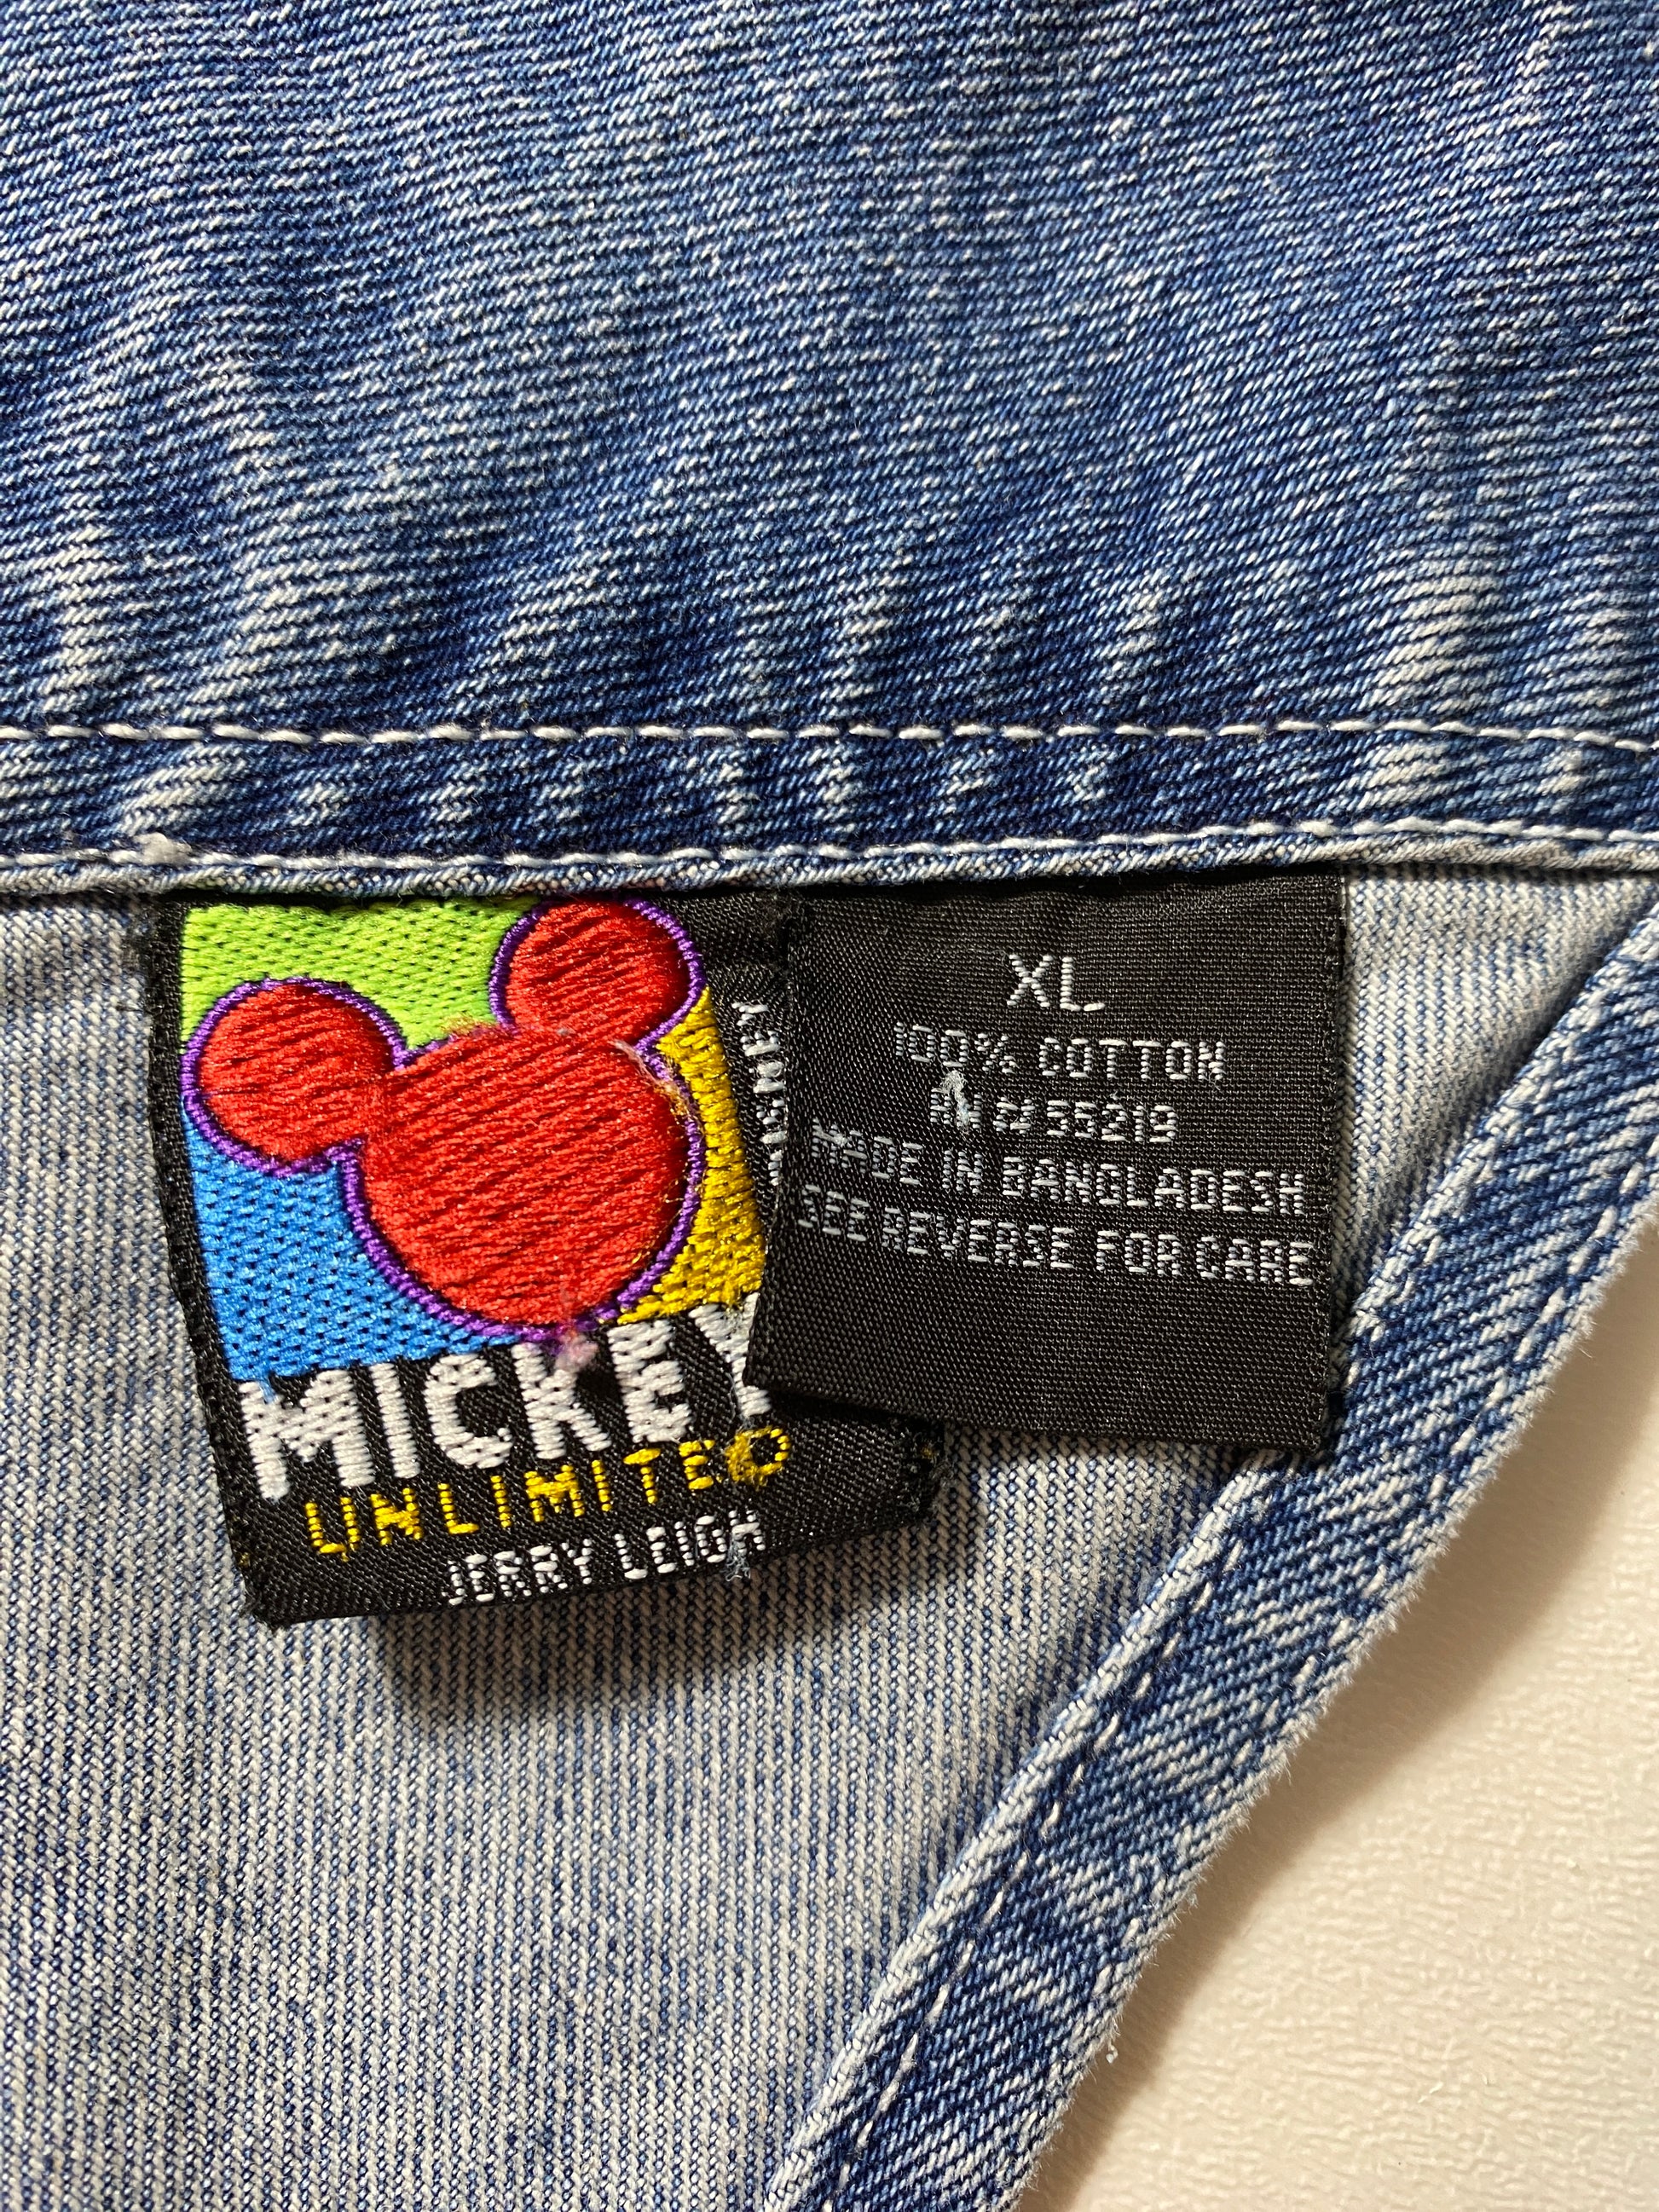 MICKEY
UNLIMITED
JERRY LEIGH
XL
100% COTTON
RN# 55219
MADE IN BANGLADESH
SEE REVERSE FOR CARE